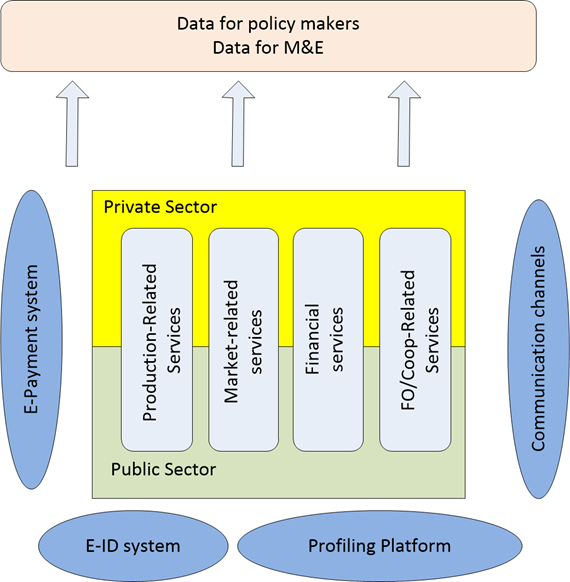 Data for policy makers
Data for M&E
Private Sector
E-Payment system
Production-Related
Services
Market-related
services
Financial
services
FO/Coop-Related
Services
Communication channels
Public Sector
E-ID system
Profiling Platform